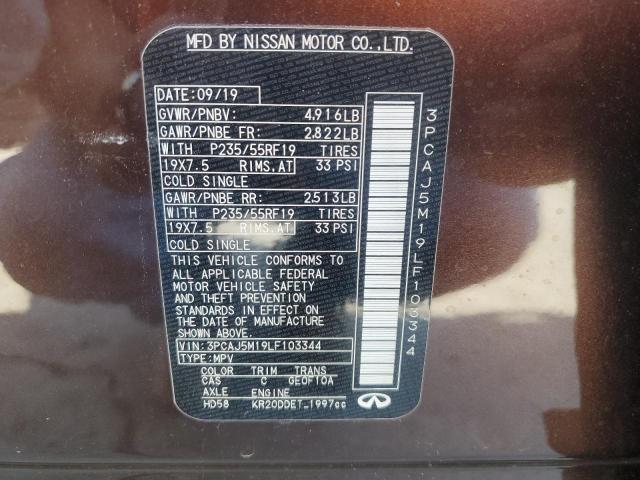 MFD BY NISSAN MOTOR CO.,LTD.
DATE: 09/19
GVWR/PNBV: 4,916LB
GAWR/PNBE FR: 2,822LB
WITH P235/55RF19 TIRES
19X7.5 RIMS,AT 33 PSI
COLD SINGLE
GAWR/PNBE RR: 2,513LB
WITH P235/55RF19 TIRES
19X7.5 RIMS,AT 33 PSI
COLD SINGLE
THIS VEHICLE CONFORMS TO
ALL APPLICABLE FEDERAL
MOTOR VEHICLE SAFETY
AND THEFT PREVENTION
STANDARDS IN EFFECT ON
THE DATE OF MANUFACTURE
SHOWN ABOVE.
VIN: 3PCAJ5M19LF103344
TYPE: MPV
COLOR TRIM TRANS
CAS C GE0F10A
AXLE ENGINE
HD58 KR20DDET 1997cc
3PCAJ5M19LF103344